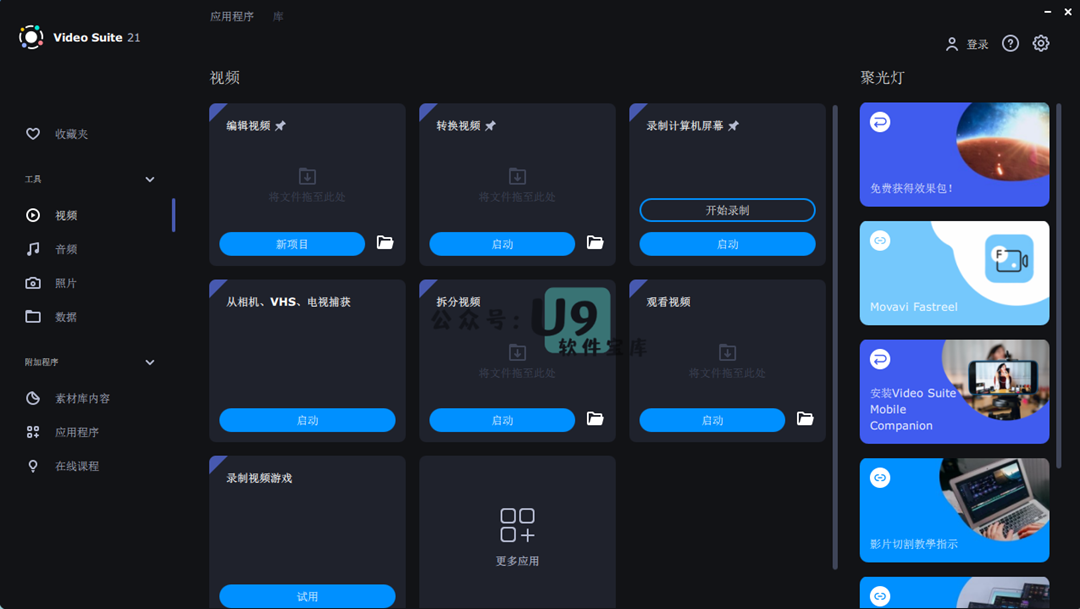 应用程序 库
Video Suite 21
登录
视频
聚光灯
收藏夹
工具
视频
音频
照片
数据
附加程序
素材库内容
应用程序
在线课程
编辑视频
将文件拖至此处
新项目
转换视频
将文件拖至此处
启动
录制计算机屏幕
开始录制
启动
从相机、VHS、电视捕获
启动
拆分视频
将文件拖至此处
启动
观看视频
将文件拖至此处
启动
公众号：U9
软件宝库
录制视频游戏
试用
更多应用
免费获得效果包！
F
Movavi Fastreel
安装Video Suite
Mobile
Companion
影片切割教學指示